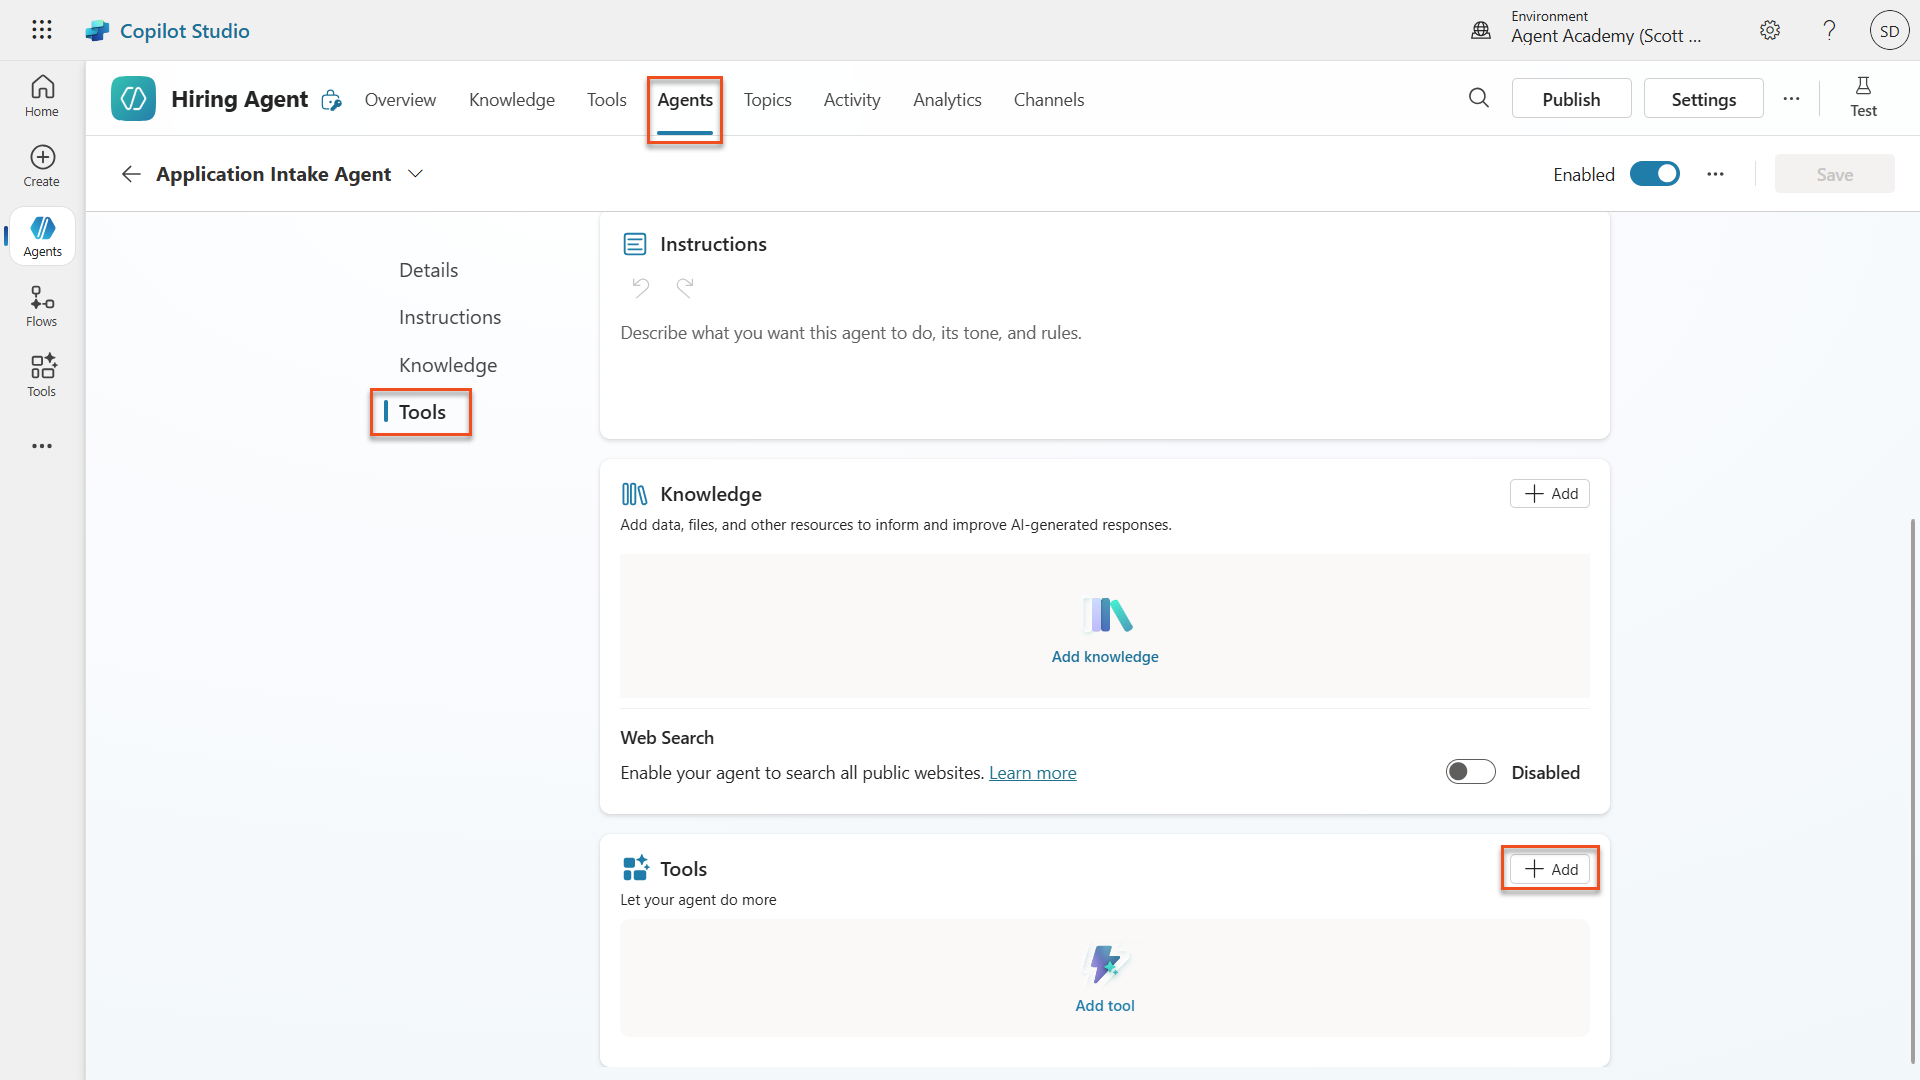 Copilot Studio
Environment
Agent Academy (Scott ...
SD
Home
Create
Agents
Flows
Tools
Hiring Agent
Overview
Knowledge
Tools
Agents
Topics
Activity
Analytics
Channels
Publish
Settings
Test
Application Intake Agent
Enabled
Save
Details
Instructions
Knowledge
Tools
Instructions
Describe what you want this agent to do, its tone, and rules.
Knowledge
Add
Add data, files, and other resources to inform and improve AI-generated responses.
Add knowledge
Web Search
Enable your agent to search all public websites. Learn more
Disabled
Tools
Add
Let your agent do more
Add tool